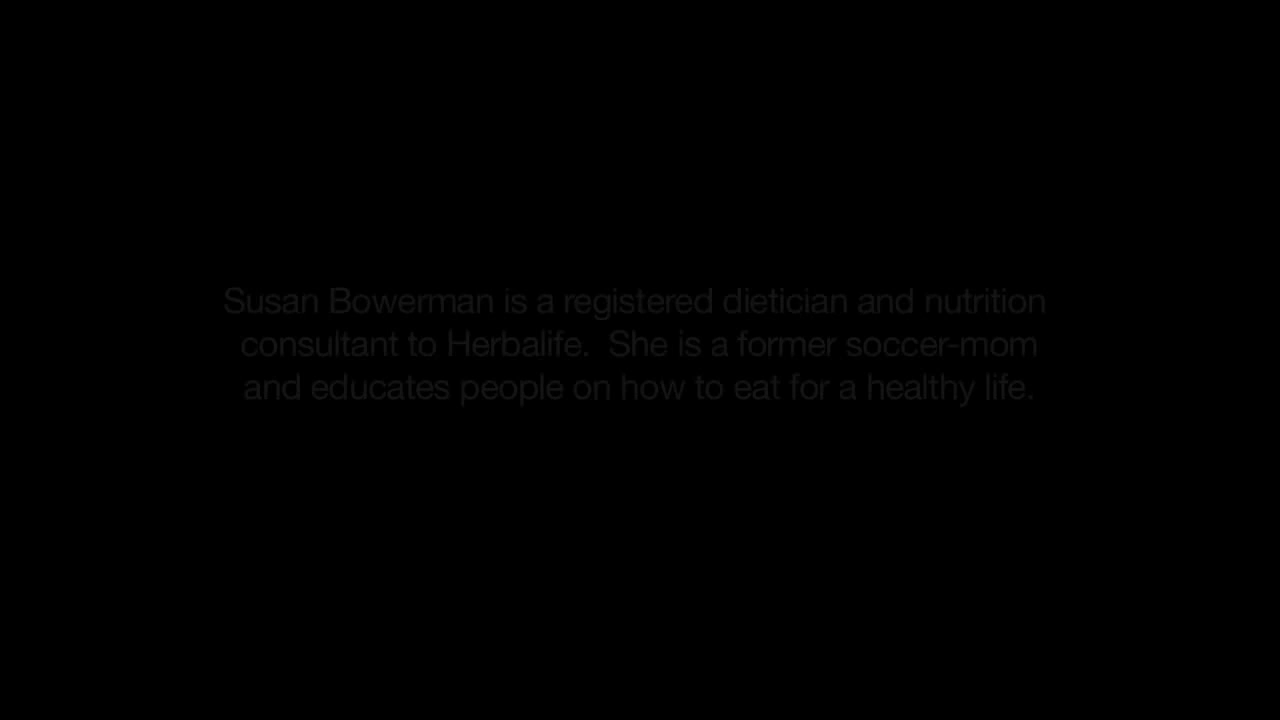 Susan Bowerman is a registered dietician and nutrition
consultant to Herbalife.  She is a former soccer-mom
and educates people on how to eat for a healthy life.